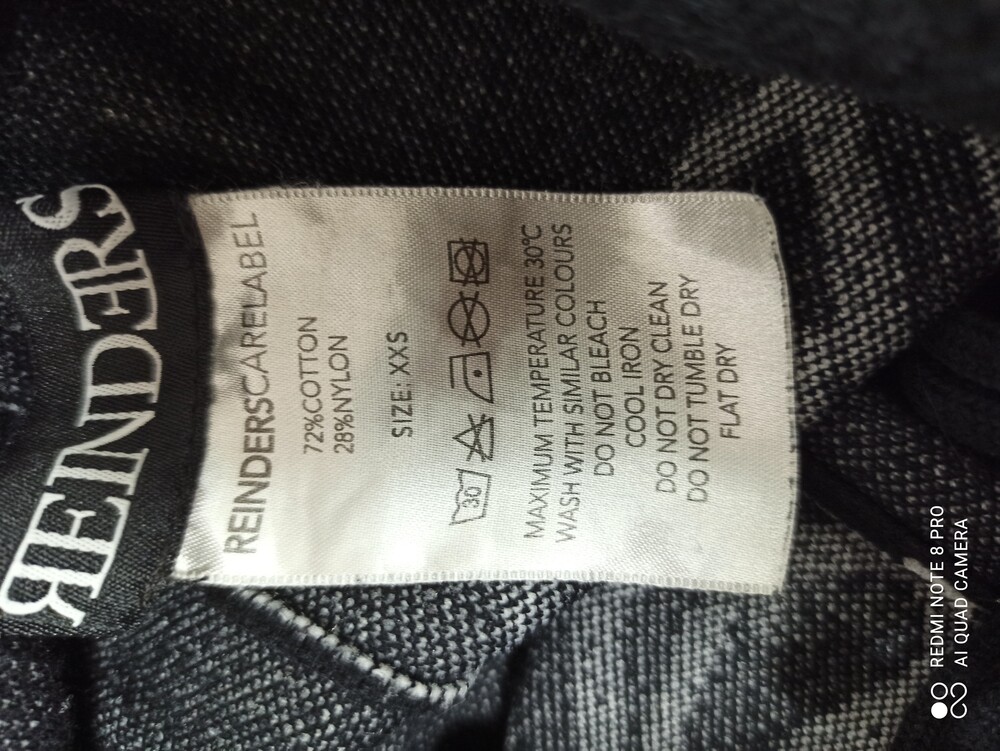 REINDERS
REINDERSCARELABEL
72%COTTON
28%NYLON
SIZE: XXS
30
MAXIMUM TEMPERATURE 30°C
WASH WITH SIMILAR COLOURS
DO NOT BLEACH
COOL IRON
DO NOT DRY CLEAN
DO NOT TUMBLE DRY
FLAT DRY
REDMI NOTE 8 PRO
AI QUAD CAMERA